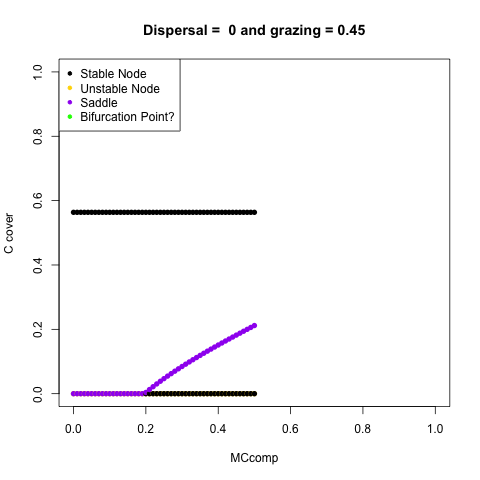 Dispersal =  0 and grazing = 0.45
Stable Node
Unstable Node
Saddle
Bifurcation Point?
1.0
0.8
0.6
0.4
0.2
0.0
C cover
0.0 0.2 0.4 0.6 0.8 1.0
MCcomp